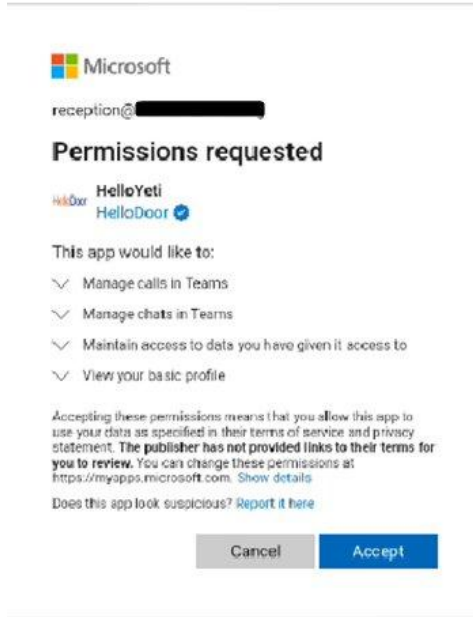 Microsoft
reception@
Permissions requested
HelloDoor
HelloYeti
HelloDoor
This app would like to:
Manage calls in Teams
Manage chats in Teams
Maintain access to data you have given it access to
View your basic profile
Accepting these permissions means that you allow this app to
use your data as specified in their terms of service and privacy
statement. The publisher has not provided links to their terms for
you to review. You can change these permissions at
https://myapps.microsoft.com. Show details
Does this app look suspicious? Report it here
Cancel Accept